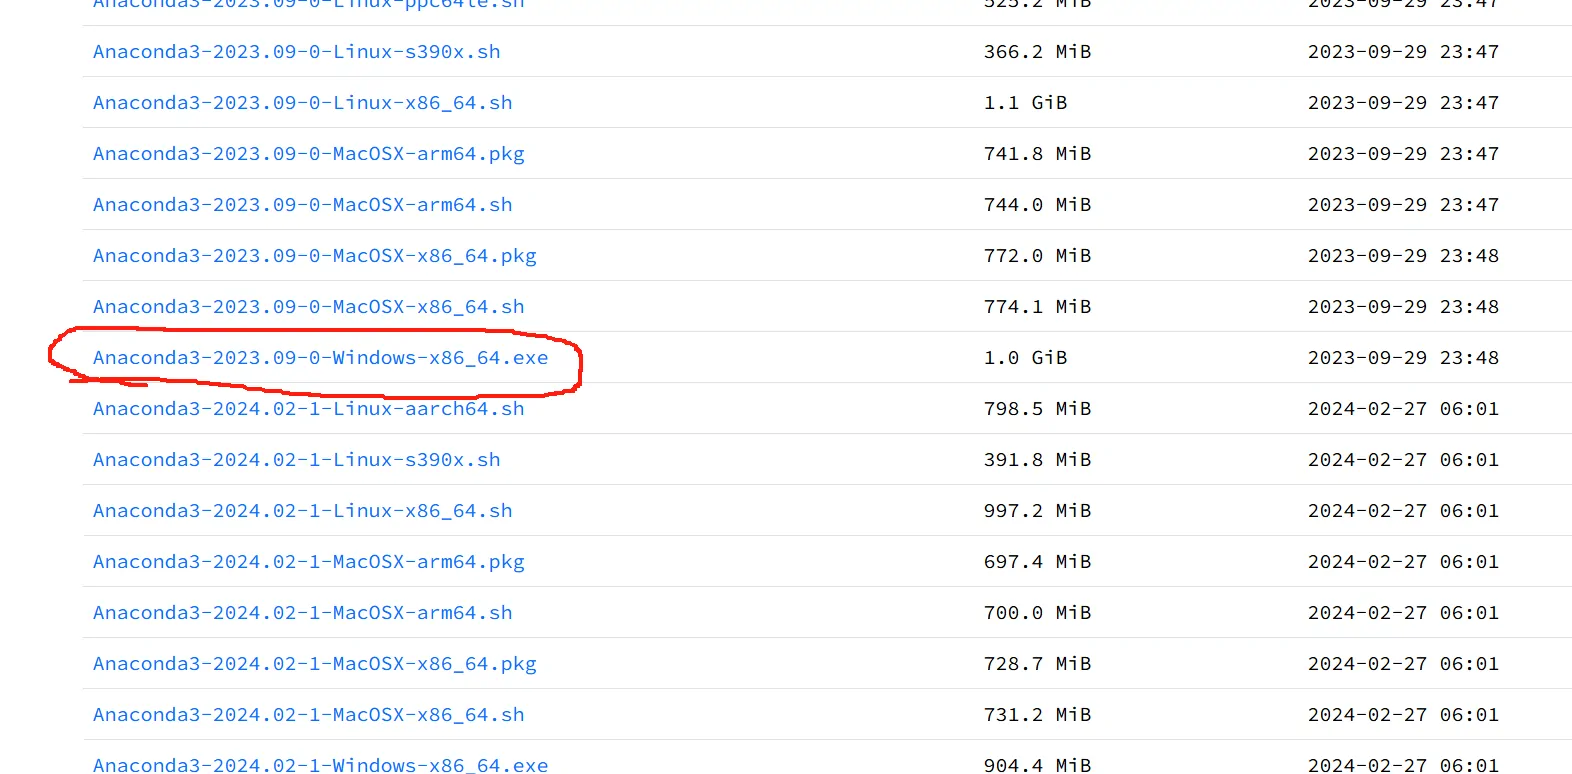 Anaconda3-2023.09-0-Linux-ppc64le.sh 525.2 MiB 2023-09-29 23:47
Anaconda3-2023.09-0-Linux-s390x.sh 366.2 MiB 2023-09-29 23:47
Anaconda3-2023.09-0-Linux-x86_64.sh 1.1 GiB 2023-09-29 23:47
Anaconda3-2023.09-0-MacOSX-arm64.pkg 741.8 MiB 2023-09-29 23:47
Anaconda3-2023.09-0-MacOSX-arm64.sh 744.0 MiB 2023-09-29 23:47
Anaconda3-2023.09-0-MacOSX-x86_64.pkg 772.0 MiB 2023-09-29 23:48
Anaconda3-2023.09-0-MacOSX-x86_64.sh 774.1 MiB 2023-09-29 23:48
Anaconda3-2023.09-0-Windows-x86_64.exe 1.0 GiB 2023-09-29 23:48
Anaconda3-2024.02-1-Linux-aarch64.sh 798.5 MiB 2024-02-27 06:01
Anaconda3-2024.02-1-Linux-s390x.sh 391.8 MiB 2024-02-27 06:01
Anaconda3-2024.02-1-Linux-x86_64.sh 997.2 MiB 2024-02-27 06:01
Anaconda3-2024.02-1-MacOSX-arm64.pkg 697.4 MiB 2024-02-27 06:01
Anaconda3-2024.02-1-MacOSX-arm64.sh 700.0 MiB 2024-02-27 06:01
Anaconda3-2024.02-1-MacOSX-x86_64.pkg 728.7 MiB 2024-02-27 06:01
Anaconda3-2024.02-1-MacOSX-x86_64.sh 731.2 MiB 2024-02-27 06:01
Anaconda3-2024.02-1-Windows-x86_64.exe 904.4 MiB 2024-02-27 06:01